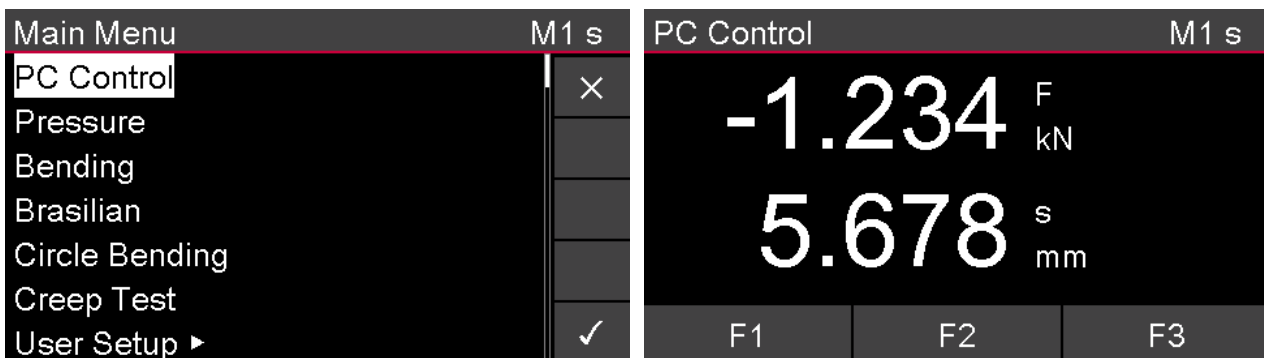 Main Menu M1 s
PC Control
Pressure
Bending
Brasilian
Circle Bending
Creep Test
User Setup ►
PC Control M1 s
-1.234 F kN
5.678 s mm
F1 F2 F3